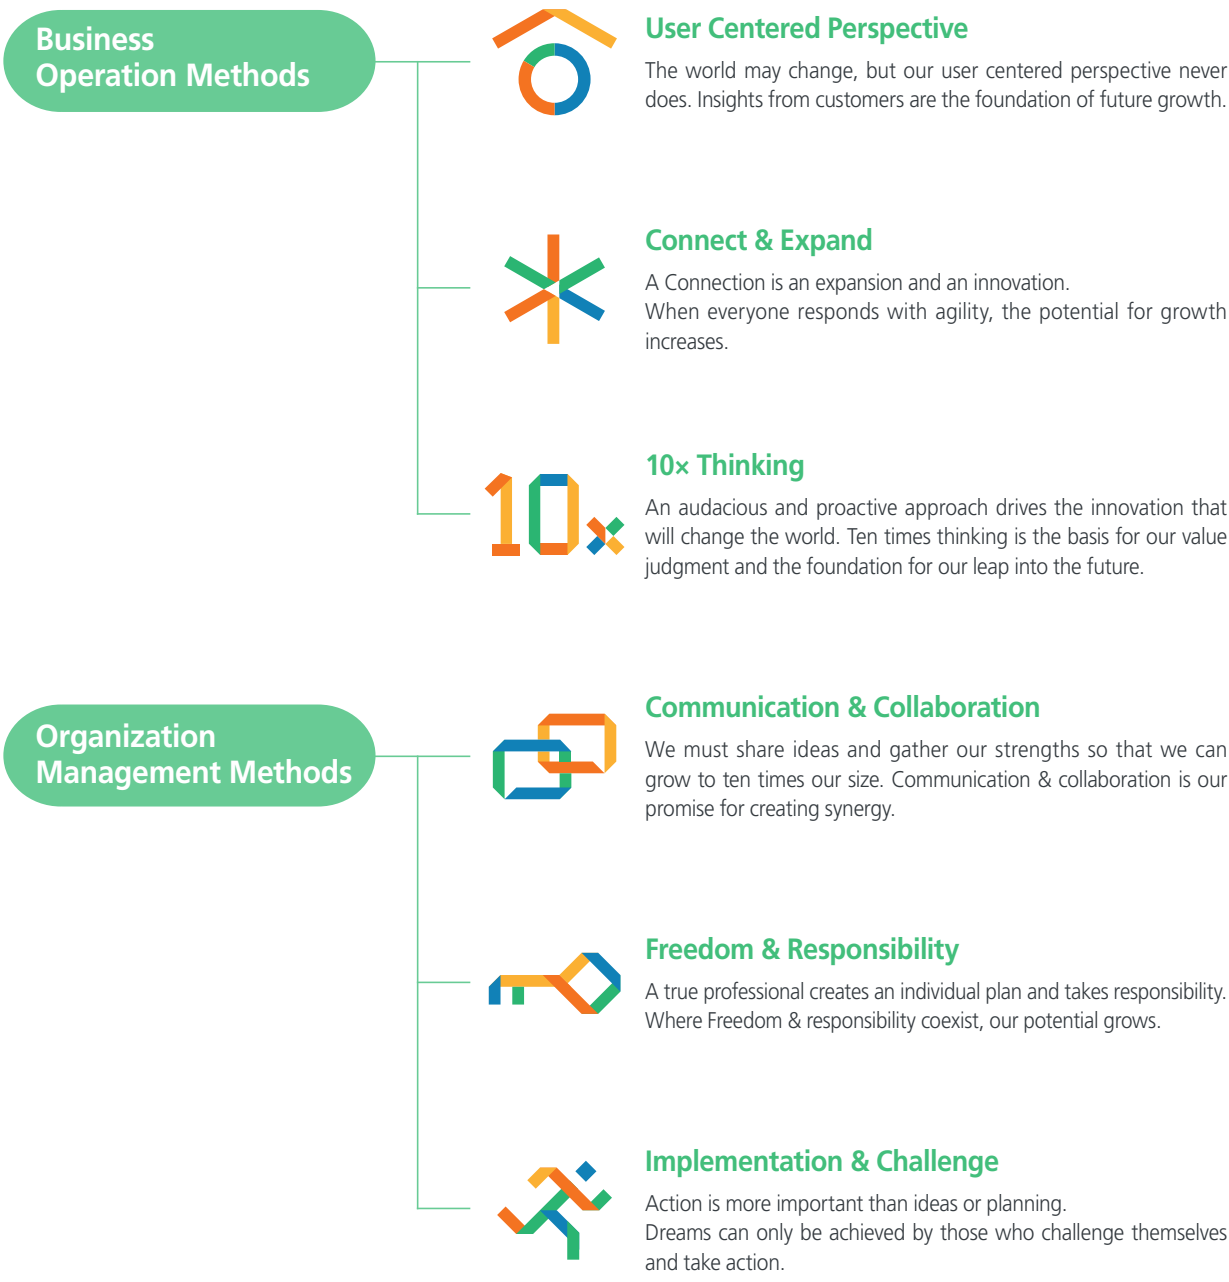 Business
Operation Methods
User Centered Perspective
The world may change, but our user centered perspective never
does. Insights from customers are the foundation of future growth.
Connect & Expand
A Connection is an expansion and an innovation.
When everyone responds with agility, the potential for growth
increases.
10x
10× Thinking
An audacious and proactive approach drives the innovation that
will change the world. Ten times thinking is the basis for our value
judgment and the foundation for our leap into the future.
Organization
Management Methods
Communication & Collaboration
We must share ideas and gather our strengths so that we can
grow to ten times our size. Communication & collaboration is our
promise for creating synergy.
Freedom & Responsibility
A true professional creates an individual plan and takes responsibility.
Where Freedom & responsibility coexist, our potential grows.
Implementation & Challenge
Action is more important than ideas or planning.
Dreams can only be achieved by those who challenge themselves
and take action.